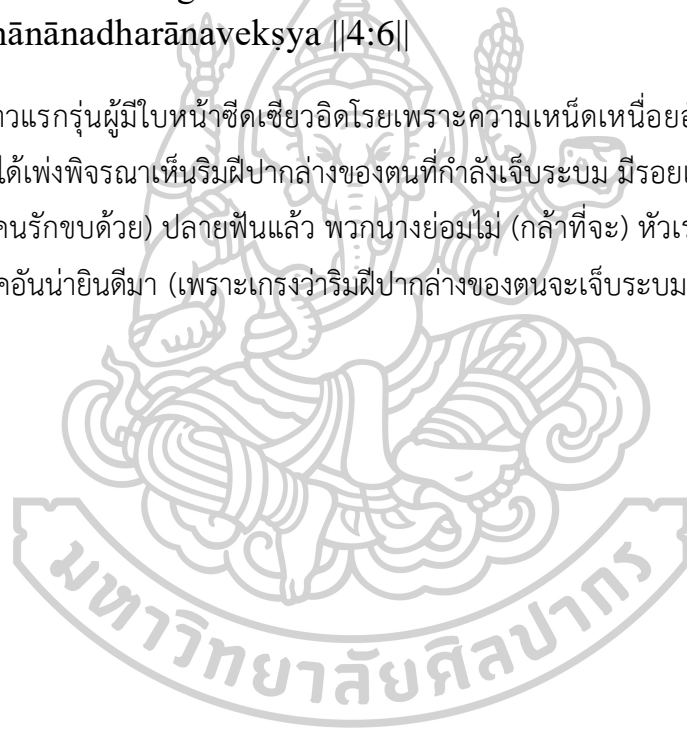 nānānadharānavekṣya ||4:6||
วแรกรุ่นผู้มีใบหน้าซีดเซียวอิดโรยเพราะความเหน็ดเหนื่อย
ได้เพ่งพิจรณาเห็นริมฝีปากล่างของตนที่กำลังเจ็บระบม มีรอย
คนรักขบด้วย) ปลายฟันแล้ว พวกนางย่อมไม่ (กล้าที่จะ) หัวเร
คอันน่ายินดีมา (เพราะเกรงว่าริมฝีปากล่างของตนจะเจ็บระบม
มหาวิทยาลัยศิลปากร